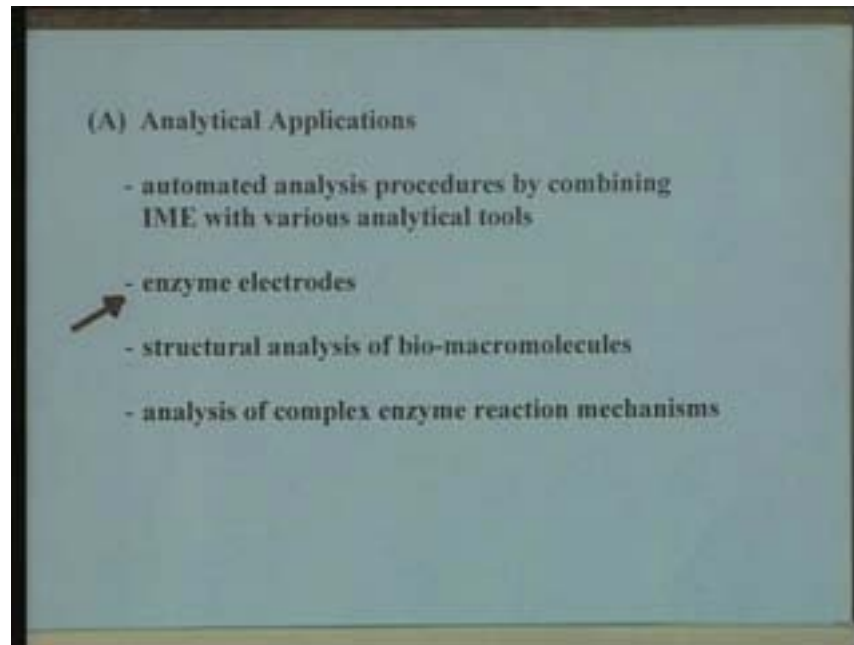 (A) Analytical Applications
- automated analysis procedures by combining
IME with various analytical tools
- enzyme electrodes
- structural analysis of bio-macromolecules
- analysis of complex enzyme reaction mechanisms